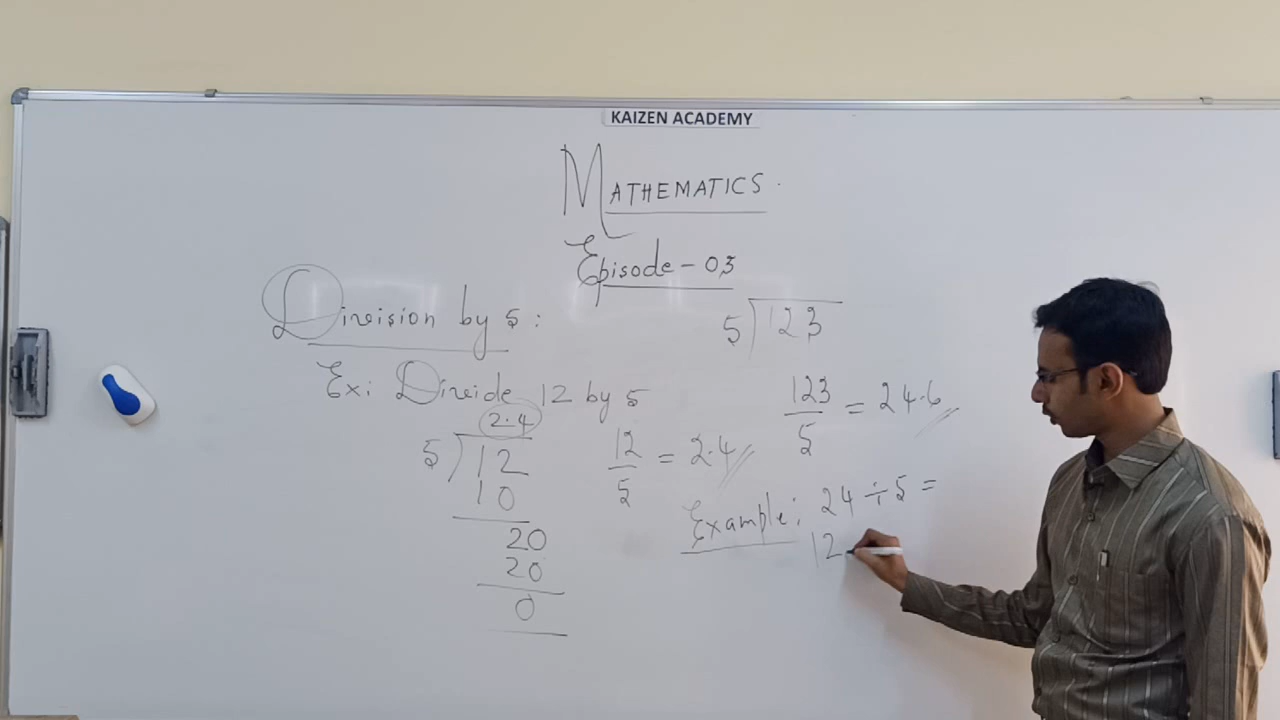 KAIZEN ACADEMY
MATHEMATICS.
Episode - 03
Division by 5:
Ex: Divide 12 by 5
2.4
5)12
10
20
20
0
12/5 = 2.4
5)123
123/5 = 24.6
Example: 24 ÷ 5 =
12